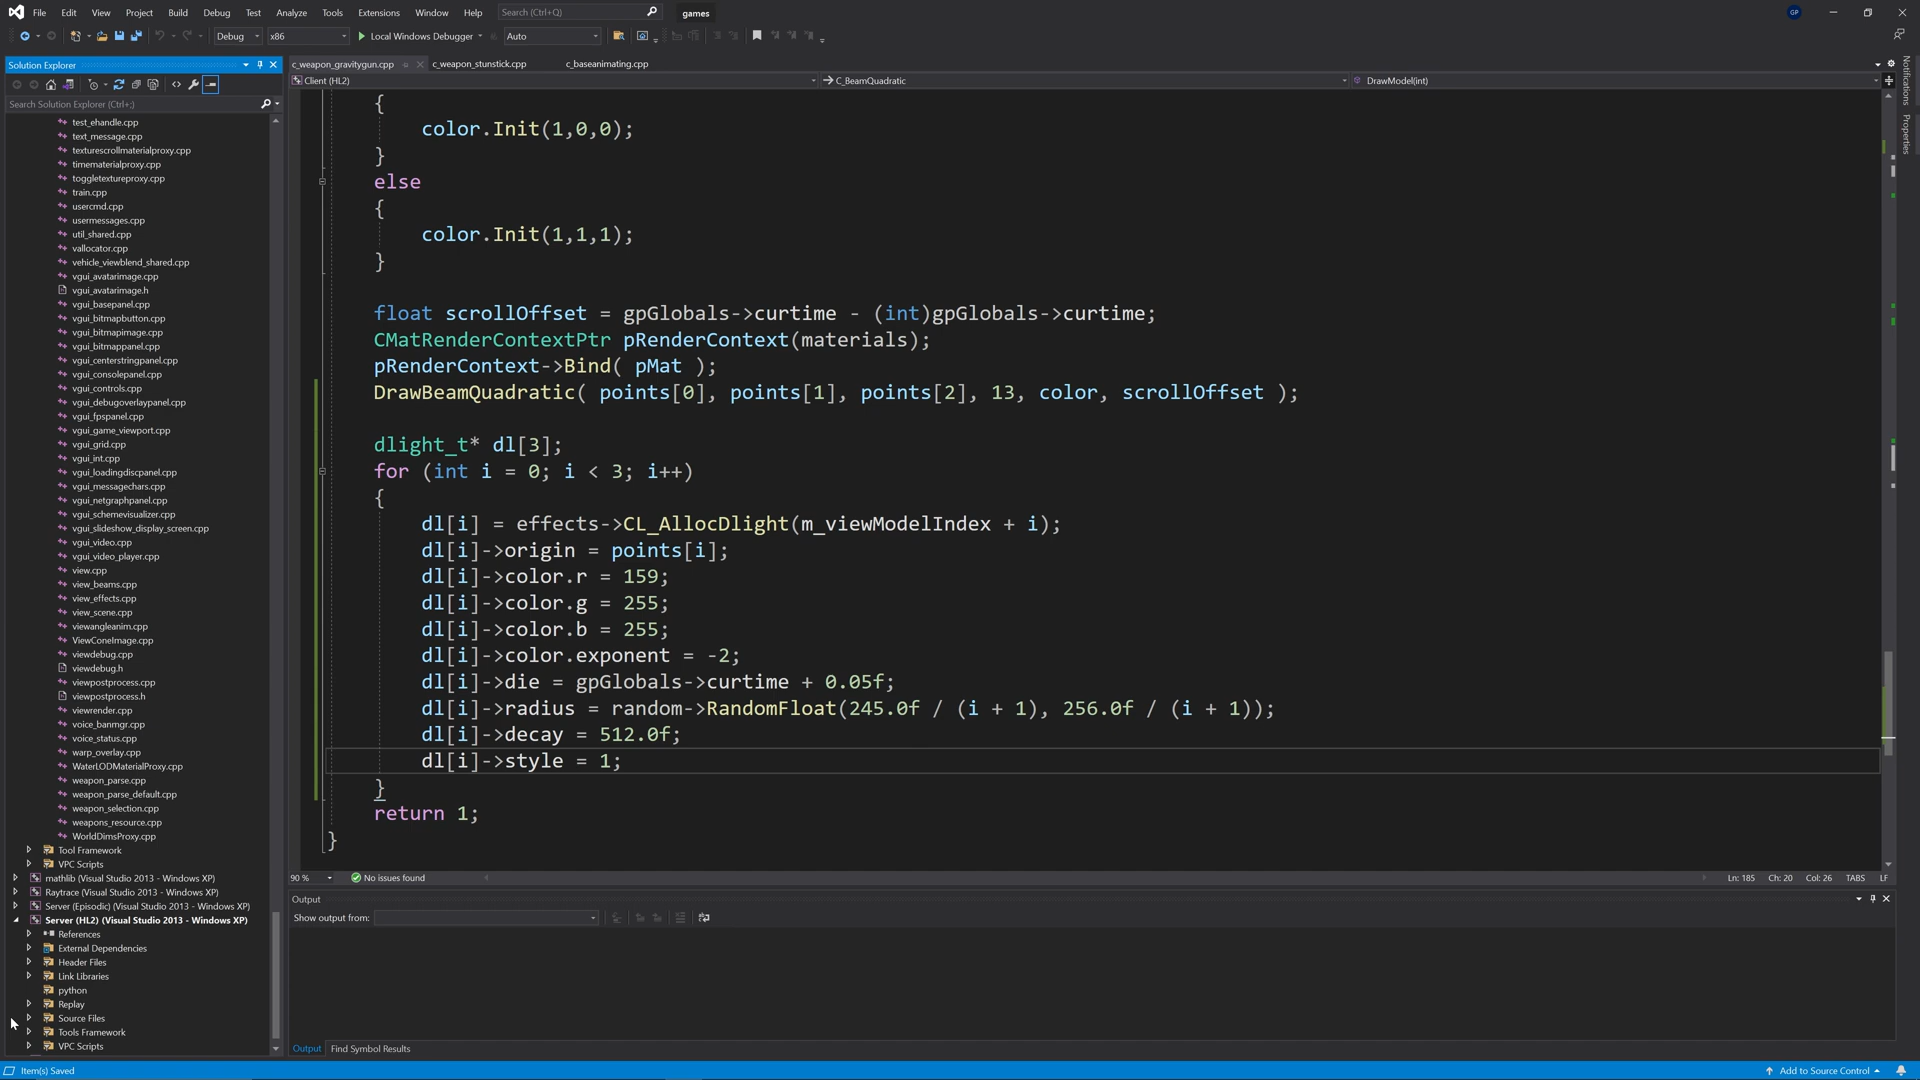 File Edit View Project Build Debug Test Analyze Tools Extensions Window Help Search (Ctrl+Q) games GP
Debug x86 Local Windows Debugger Auto
Solution Explorer
c_weapon_gravitygun.cpp c_weapon_stunstick.cpp c_baseanimating.cpp
Client (HL2) C_BeamQuadratic DrawModel(int)
Search Solution Explorer (Ctrl+;)
test_ehandle.cpp
text_message.cpp
texturescrollmaterialproxy.cpp
timematerialproxy.cpp
toggletextureproxy.cpp
train.cpp
usercmd.cpp
usermessages.cpp
util_shared.cpp
vallocator.cpp
vehicle_viewblend_shared.cpp
vgui_avatarimage.cpp
vgui_avatarimage.h
vgui_basepanel.cpp
vgui_bitmapbutton.cpp
vgui_bitmapimage.cpp
vgui_bitmappanel.cpp
vgui_centerstringpanel.cpp
vgui_consolepanel.cpp
vgui_controls.cpp
vgui_debugoverlaypanel.cpp
vgui_fpspanel.cpp
vgui_game_viewport.cpp
vgui_grid.cpp
vgui_int.cpp
vgui_loadingdiscpanel.cpp
vgui_messagechars.cpp
vgui_netgraphpanel.cpp
vgui_schemevisualizer.cpp
vgui_slideshow_display_screen.cpp
vgui_video.cpp
vgui_video_player.cpp
view.cpp
view_beams.cpp
view_effects.cpp
view_scene.cpp
viewangleanim.cpp
ViewConeImage.cpp
viewdebug.cpp
viewdebug.h
viewpostprocess.cpp
viewpostprocess.h
viewrender.cpp
voice_banmgr.cpp
voice_status.cpp
warp_overlay.cpp
WaterLODMaterialProxy.cpp
weapon_parse.cpp
weapon_parse_default.cpp
weapon_selection.cpp
weapons_resource.cpp
WorldDimsProxy.cpp
Tool Framework
VPC Scripts
mathlib (Visual Studio 2013 - Windows XP)
Raytrace (Visual Studio 2013 - Windows XP)
Server (Episodic) (Visual Studio 2013 - Windows XP)
Server (HL2) (Visual Studio 2013 - Windows XP)
References
External Dependencies
Header Files
Link Libraries
python
Replay
Source Files
Tools Framework
VPC Scripts
{
color.Init(1,0,0);
}
else
{
color.Init(1,1,1);
}
float scrollOffset = gpGlobals->curtime - (int)gpGlobals->curtime;
CMatRenderContextPtr pRenderContext(materials);
pRenderContext->Bind( pMat );
DrawBeamQuadratic( points[0], points[1], points[2], 13, color, scrollOffset );
dlight_t* dl[3];
for (int i = 0; i < 3; i++)
{
dl[i] = effects->CL_AllocDlight(m_viewModelIndex + i);
dl[i]->origin = points[i];
dl[i]->color.r = 159;
dl[i]->color.g = 255;
dl[i]->color.b = 255;
dl[i]->color.exponent = -2;
dl[i]->die = gpGlobals->curtime + 0.05f;
dl[i]->radius = random->RandomFloat(245.0f / (i + 1), 256.0f / (i + 1));
dl[i]->decay = 512.0f;
dl[i]->style = 1;
}
return 1;
}
90 % No issues found Ln: 185 Ch: 20 Col: 26 TABS LF
Output
Show output from:
Output Find Symbol Results
Notifications
Properties
Item(s) Saved Add to Source Control